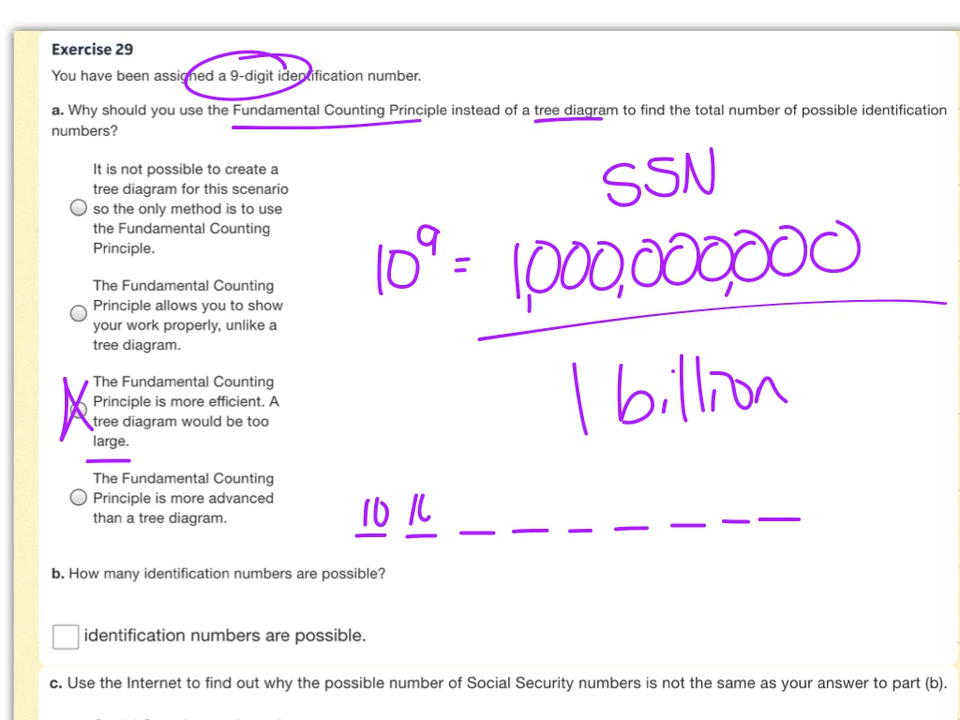 Exercise 29
You have been assigned a 9-digit identification number.
a. Why should you use the Fundamental Counting Principle instead of a tree diagram to find the total number of possible identification
numbers?
It is not possible to create a
tree diagram for this scenario
so the only method is to use
the Fundamental Counting
Principle.
The Fundamental Counting
Principle allows you to show
your work properly, unlike a
tree diagram.
The Fundamental Counting
Principle is more efficient. A
tree diagram would be too
large.
The Fundamental Counting
Principle is more advanced
than a tree diagram.
SSN
10⁹ = 1,000,000,000
1 billion
10 10
b. How many identification numbers are possible?
identification numbers are possible.
c. Use the Internet to find out why the possible number of Social Security numbers is not the same as your answer to part (b).